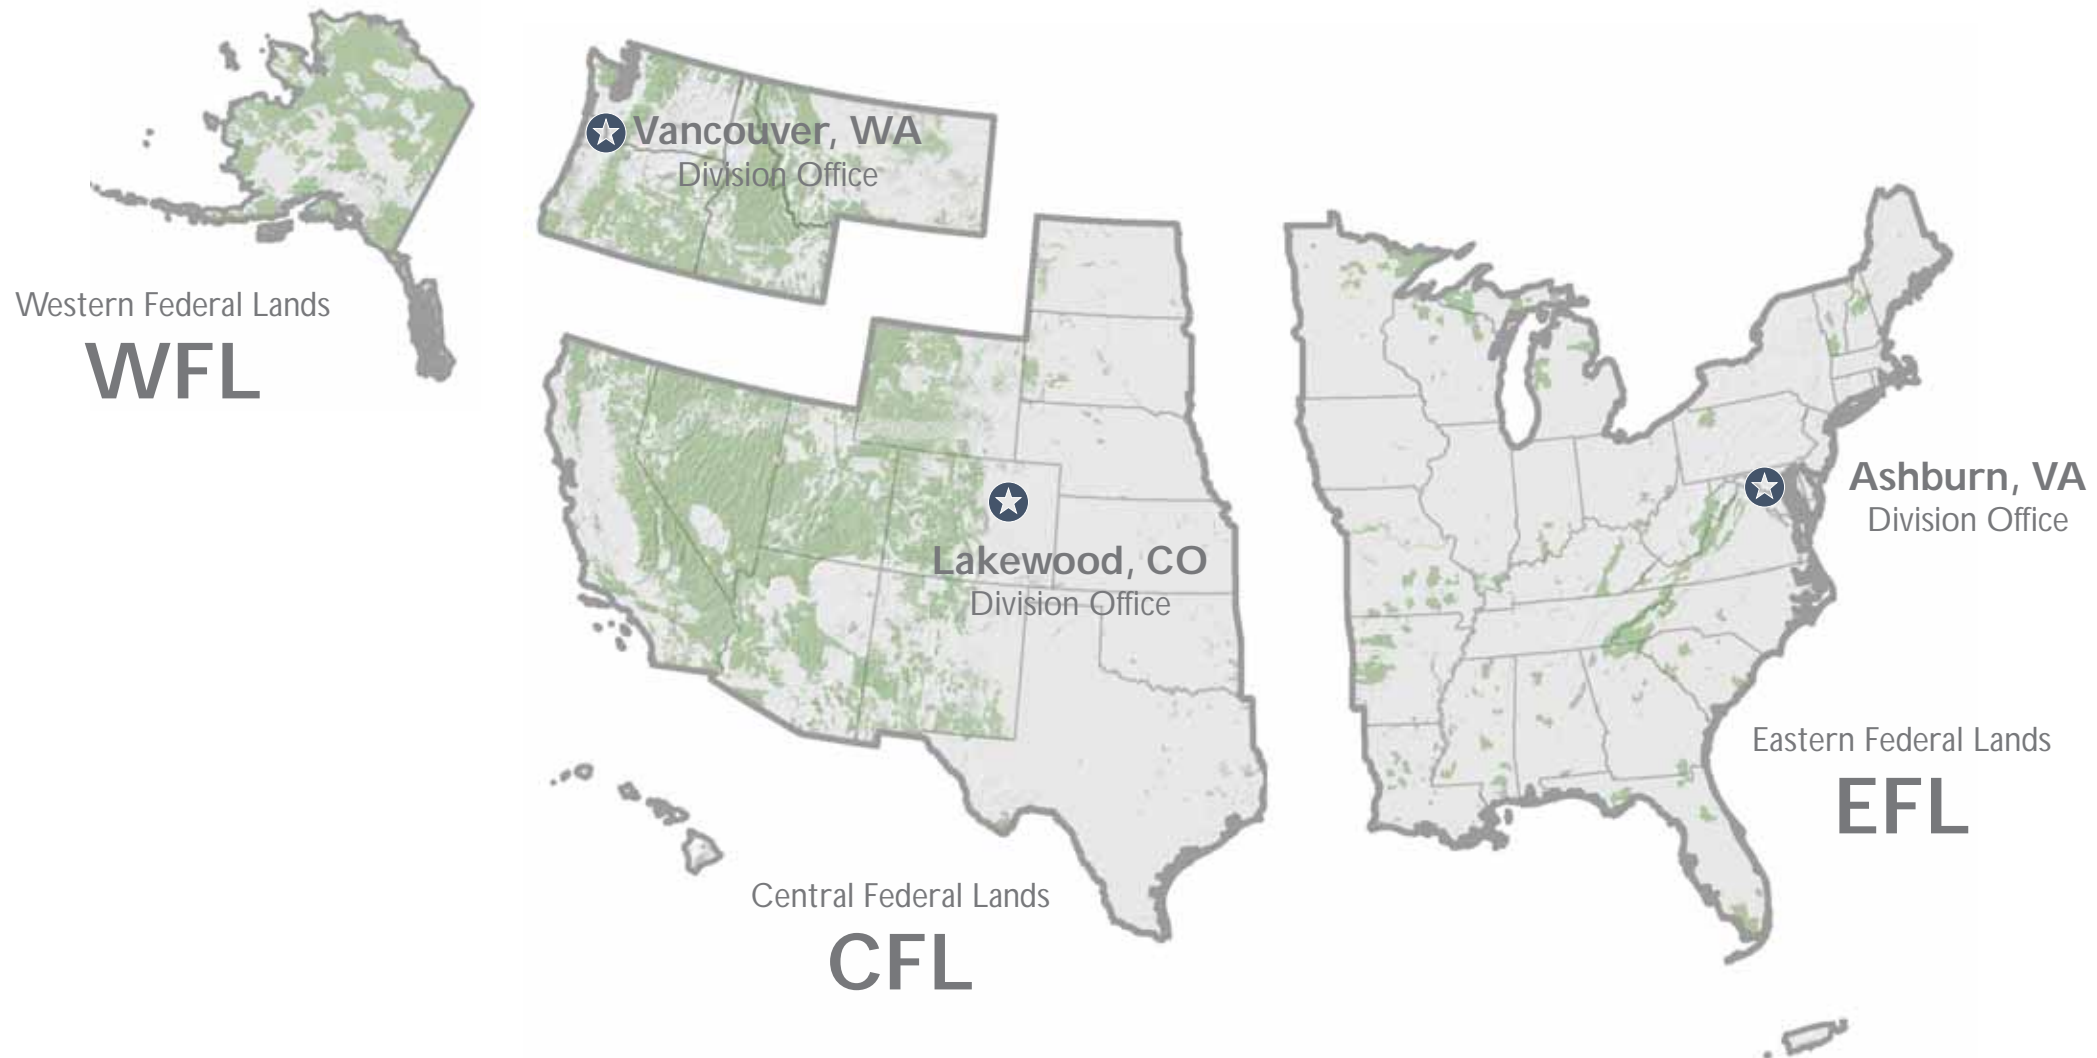 Vancouver, WA
Division Office
Western Federal Lands
WFL
Ashburn, VA
Division Office
Lakewood, CO
Division Office
Eastern Federal Lands
EFL
Central Federal Lands
CFL